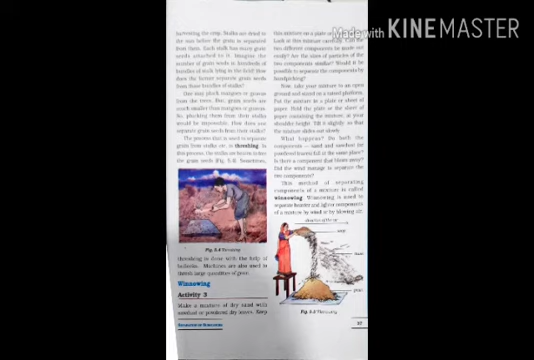 Made with KINEMASTER
harvesting the crop. Stalks are dried in
the sun before the grain is separated
from them. Each stalk has many grain
seeds attached to it. Imagine the
number of grain seeds in hundreds of
bundles of stalk lying in the field! How
does the farmer separate grain seeds
from those bundles of stalks?
One may pluck mangoes or guavas
from the trees. But, grain seeds are
much smaller than mangoes or guavas.
So, plucking them from their stalks
would be impossible. How does one
separate grain seeds from their stalks?
The process that is used to separate
grain from stalks etc. is threshing. In
this process, the stalks are beaten to free
the grain seeds (Fig. 5.4). Sometimes,
Fig. 5.4 Threshing
threshing is done with the help of
bullocks. Machines are also used to
thresh large quantities of grain.
Winnowing
Activity 3
Make a mixture of dry sand with
sawdust or powdered dry leaves. Keep
this mixture on a plate or
Look at this mixture carefully. Can the
two different components be made out
easily? Are the sizes of particles of the
two components similar? Would it be
possible to separate the components by
handpicking?
Now, take your mixture to an open
ground and stand on a raised platform.
Put the mixture in a plate or sheet of
paper. Hold the plate or the sheet of
paper containing the mixture, at your
shoulder height. Tilt it slightly, so that
the mixture slides out slowly.
What happens? Do both the
components — sand and sawdust (or
powdered leaves) fall at the same place?
Is there a component that blows away?
Did the wind manage to separate the
two components?
This method of separating
components of a mixture is called
winnowing. Winnowing is used to
separate heavier and lighter components
of a mixture by wind or by blowing air.
Fig. 5.5 Winnowing